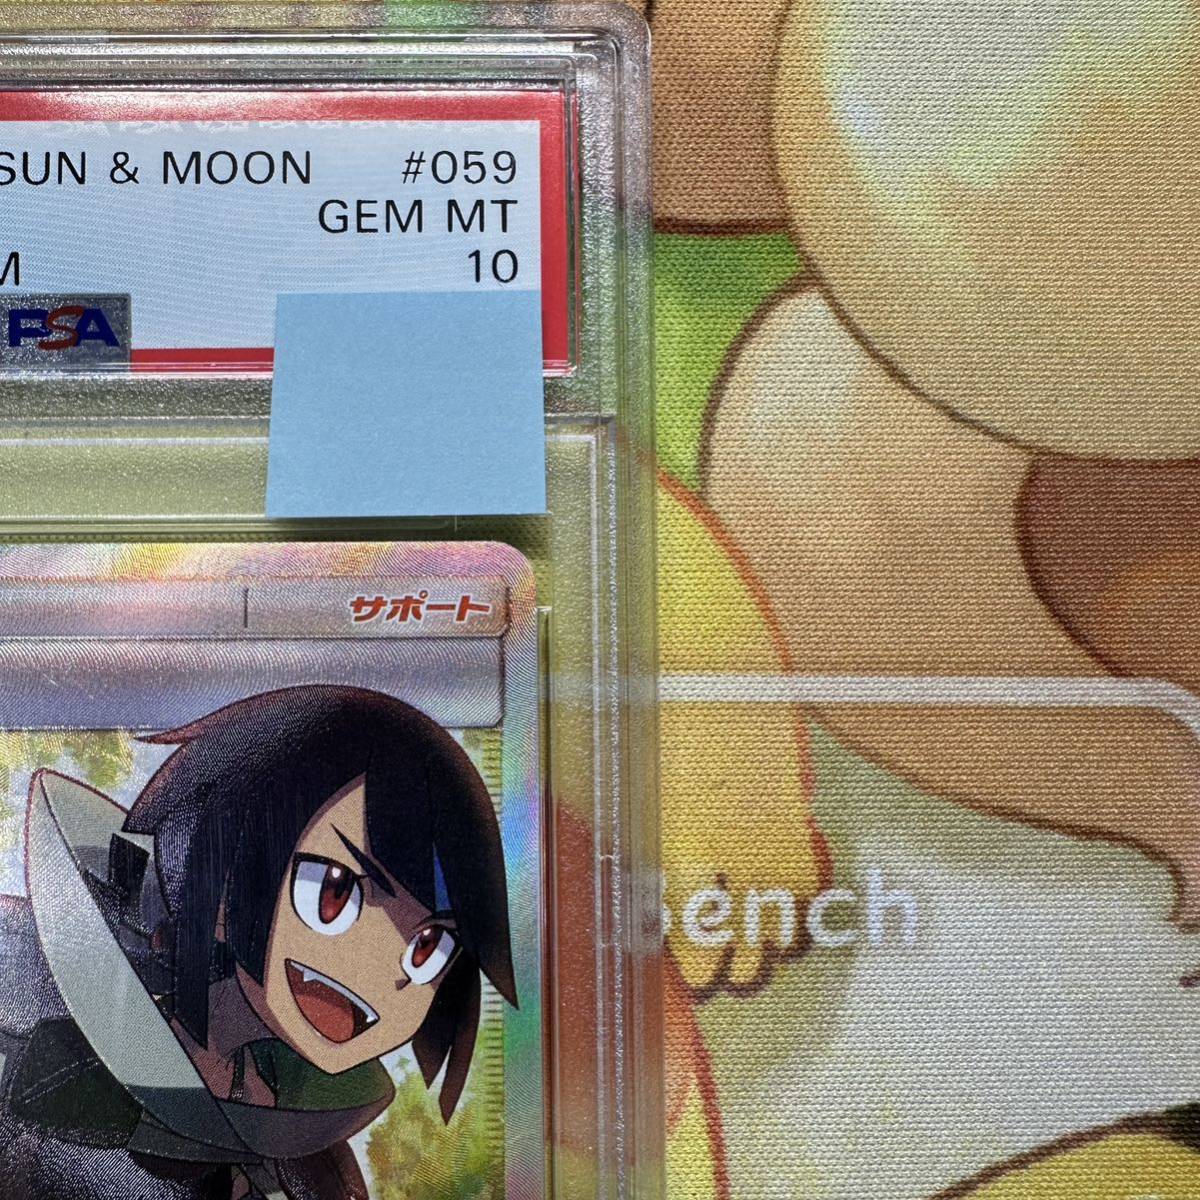 SUN & MOON #059
GEM MT
M 10
PSA
サポート
Bench